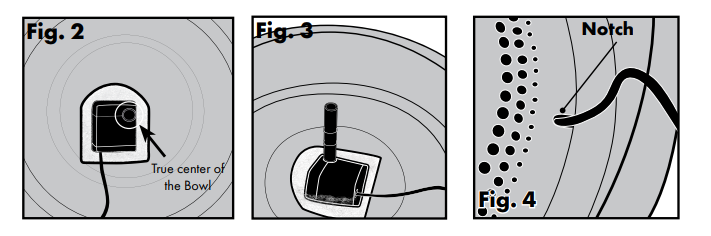 Fig. 2
True center of
the Bowl
Fig. 3
Notch
Fig. 4